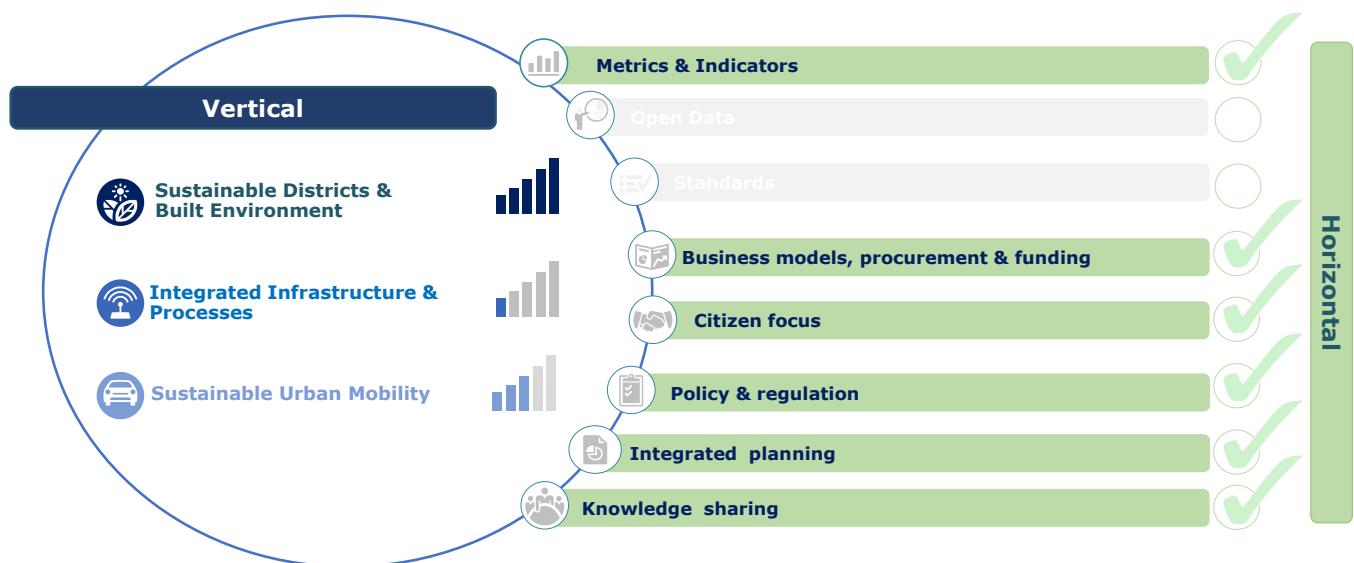 Vertical
Sustainable Districts &
Built Environment
Integrated Infrastructure &
Processes
Sustainable Urban Mobility
Metrics & Indicators
Open Data
Standards
Business models, procurement & funding
Citizen focus
Policy & regulation
Integrated planning
Knowledge sharing
Horizontal